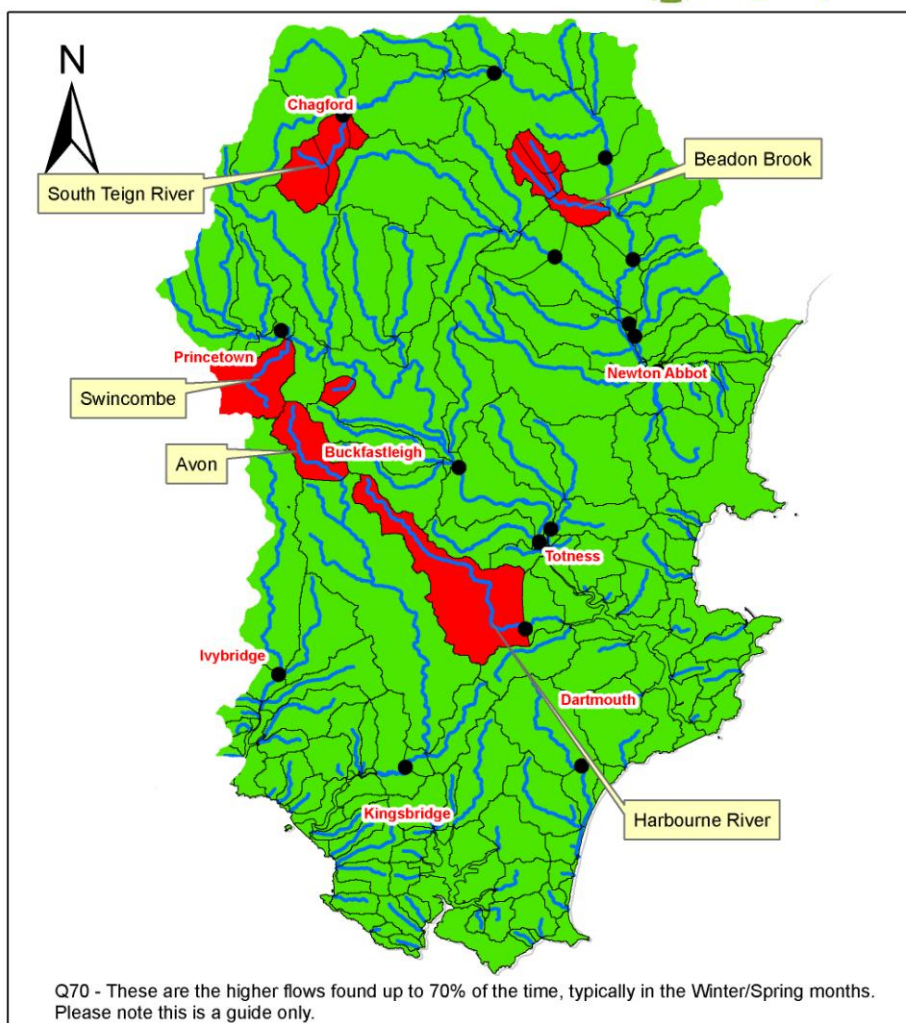 N
Chagford
South Teign River
Beadon Brook
Princetown
Newton Abbot
Swincombe
Avon
Buckfastleigh
Totness
Ivybridge
Dartmouth
Kingsbridge
Harbourne River
Q70 - These are the higher flows found up to 70% of the time, typically in the Winter/Spring months.
Please note this is a guide only.